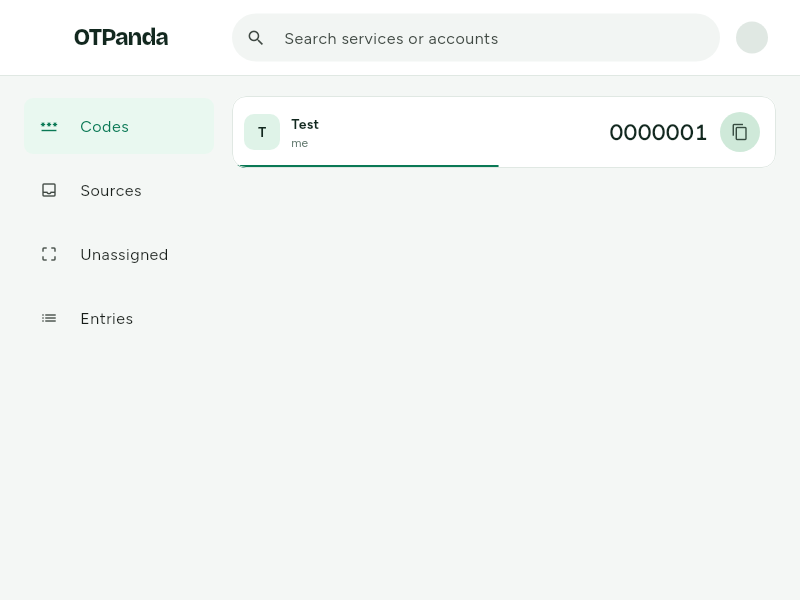 OTPanda
Search services or accounts
Codes
Sources
Unassigned
Entries
T
Test
me
0000001